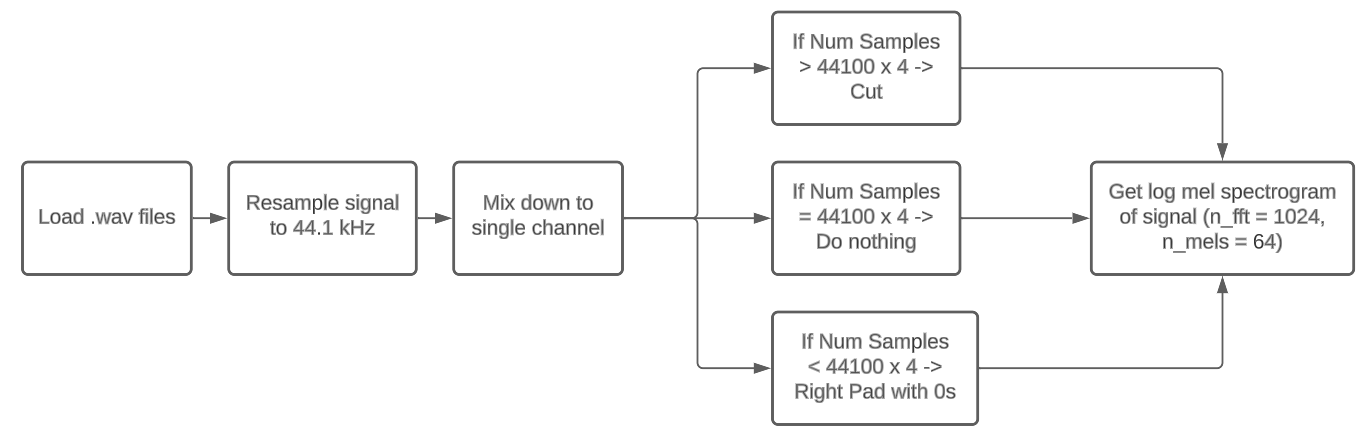 Load .wav files
Resample signal
to 44.1 kHz
Mix down to
single channel
If Num Samples
> 44100 x 4 ->
Cut
If Num Samples
= 44100 x 4 ->
Do nothing
If Num Samples
< 44100 x 4 ->
Right Pad with 0s
Get log mel spectrogram
of signal (n_fft = 1024,
n_mels = 64)